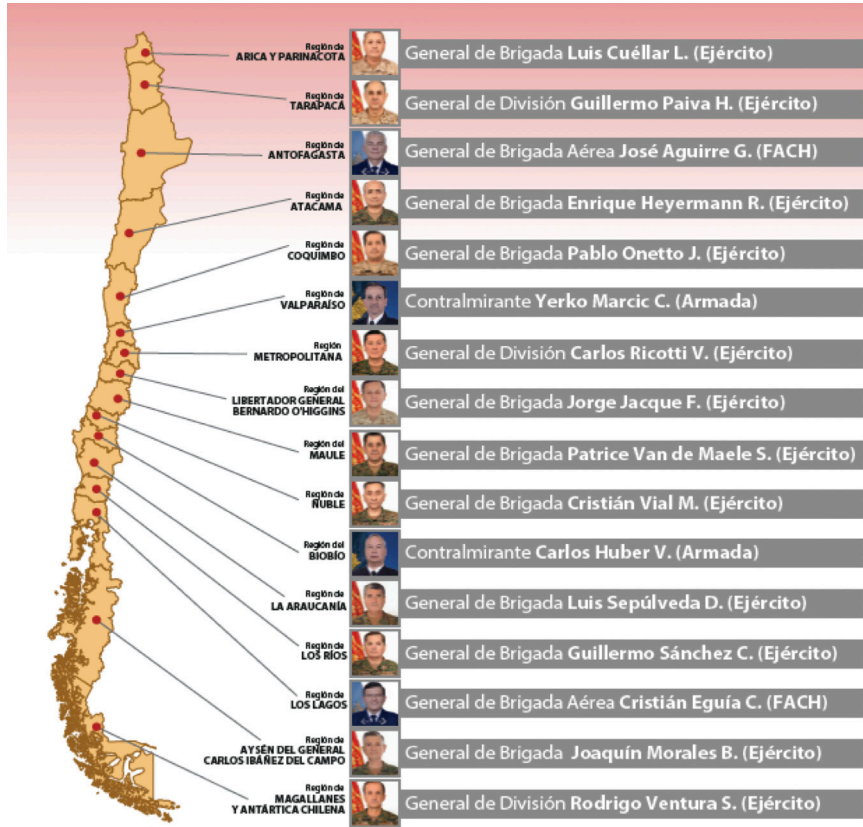 Región de
ARICA Y PARINACOTA
General de Brigada Luis Cuéllar L. (Ejército)
Región de
TARAPACÁ
General de División Guillermo Paiva H. (Ejército)
Región de
ANTOFAGASTA
General de Brigada Aérea José Aguirre G. (FACH)
Región de
ATACAMA
General de Brigada Enrique Heyermann R. (Ejército)
Región de
COQUIMBO
General de Brigada Pablo Onetto J. (Ejército)
Región de
VALPARAÍSO
Contralmirante Yerko Marcic C. (Armada)
Región
METROPOLITANA
General de División Carlos Ricotti V. (Ejército)
Región del
LIBERTADOR GENERAL
BERNARDO O'HIGGINS
General de Brigada Jorge Jacque F. (Ejército)
Región del
MAULE
General de Brigada Patrice Van de Maele S. (Ejército)
Región de
ÑUBLE
General de Brigada Cristián Vial M. (Ejército)
Región del
BIOBÍO
Contralmirante Carlos Huber V. (Armada)
Región de
LA ARAUCANÍA
General de Brigada Luis Sepúlveda D. (Ejército)
Región de
LOS RÍOS
General de Brigada Guillermo Sánchez C. (Ejército)
Región de
LOS LAGOS
General de Brigada Aérea Cristián Eguía C. (FACH)
Región de
AYSÉN DEL GENERAL
CARLOS IBÁÑEZ DEL CAMPO
General de Brigada Joaquín Morales B. (Ejército)
Región de
MAGALLANES
Y ANTÁRTICA CHILENA
General de División Rodrigo Ventura S. (Ejército)